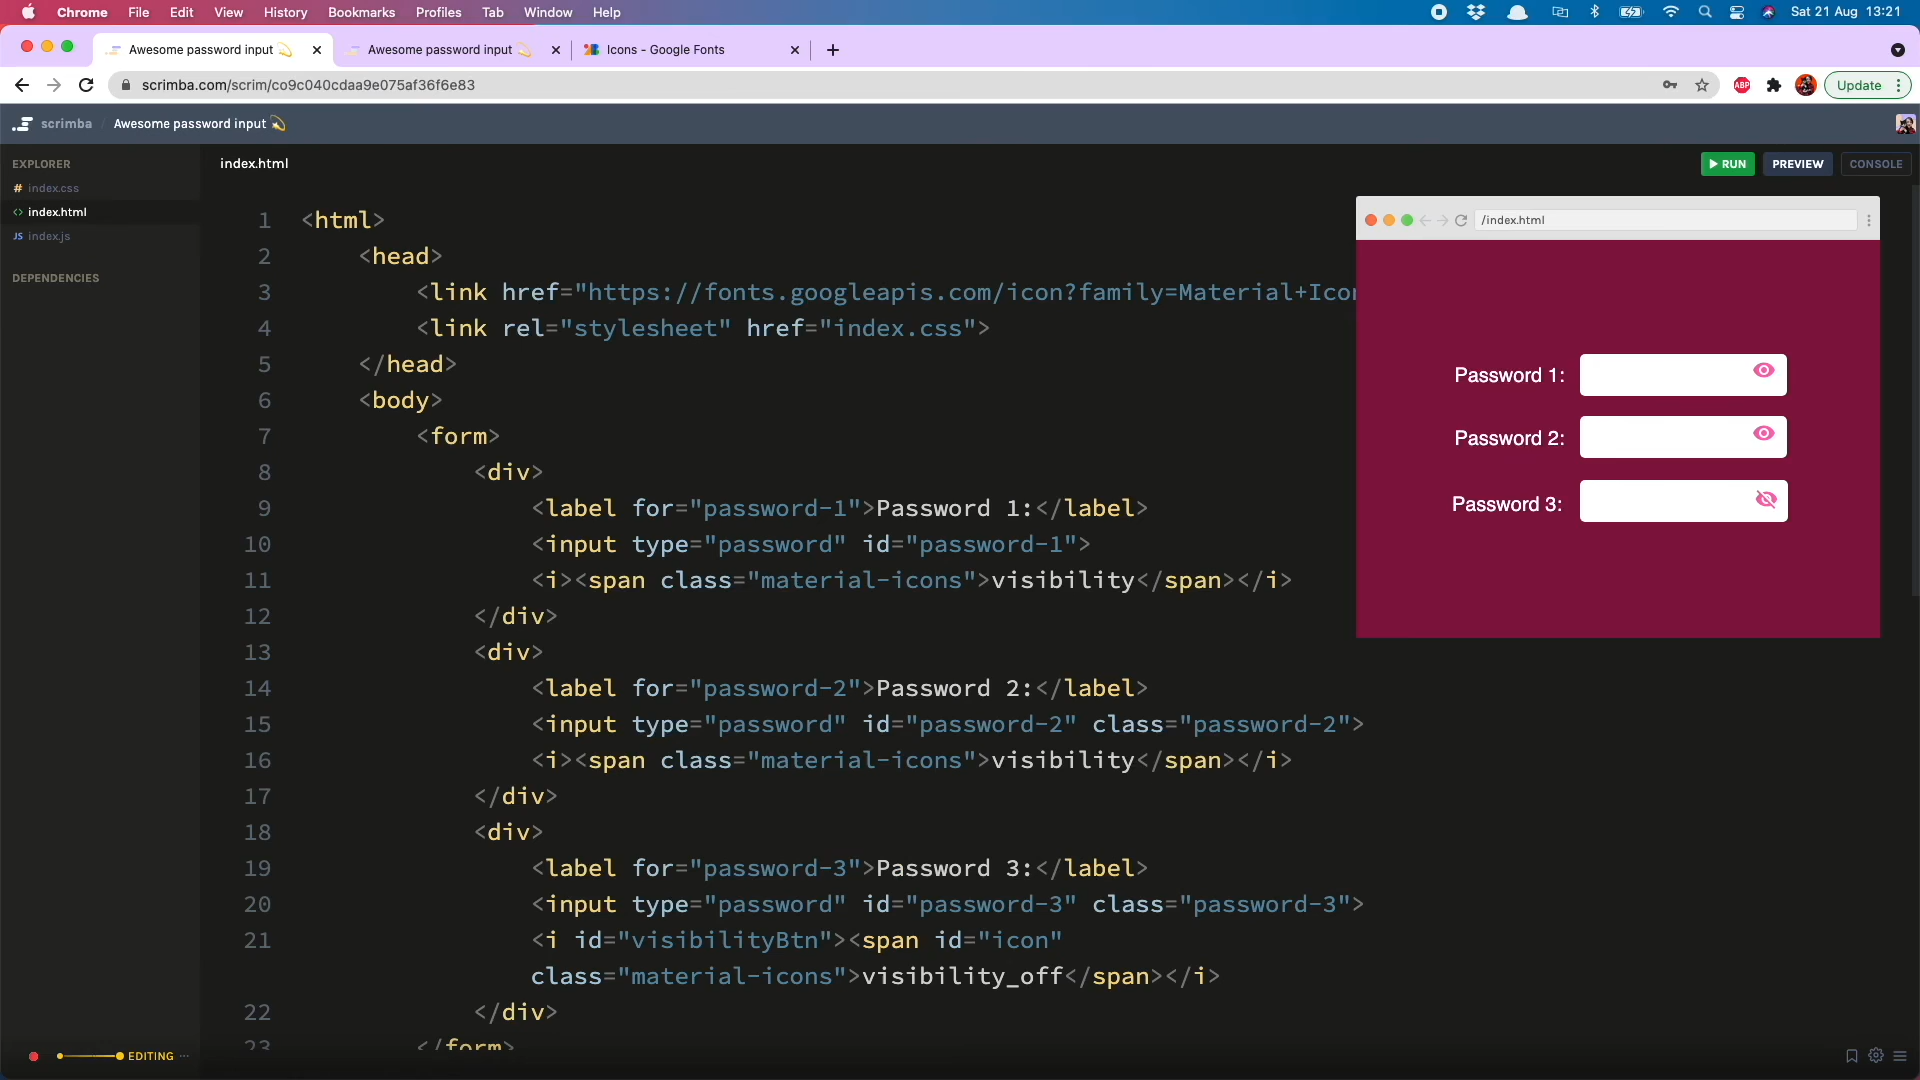 Chrome File Edit View History Bookmarks Profiles Tab Window Help Sat 21 Aug 13:21
Awesome password input Awesome password input Icons - Google Fonts
scrimba.com/scrim/co9c040cdaa9e075af36f6e83 ABP Update
scrimba / Awesome password input
EXPLORER
# index.css
<> index.html
JS index.js
DEPENDENCIES
index.html
RUN PREVIEW CONSOLE
1 <html>
2 <head>
3 <link href="https://fonts.googleapis.com/icon?family=Material+Icon
4 <link rel="stylesheet" href="index.css">
5 </head>
6 <body>
7 <form>
8 <div>
9 <label for="password-1">Password 1:</label>
10 <input type="password" id="password-1">
11 <i><span class="material-icons">visibility</span></i>
12 </div>
13 <div>
14 <label for="password-2">Password 2:</label>
15 <input type="password" id="password-2" class="password-2">
16 <i><span class="material-icons">visibility</span></i>
17 </div>
18 <div>
19 <label for="password-3">Password 3:</label>
20 <input type="password" id="password-3" class="password-3">
21 <i id="visibilityBtn"><span id="icon"
class="material-icons">visibility_off</span></i>
22 </div>
23 </form>
/index.html
Password 1:
Password 2:
Password 3:
EDITING ...